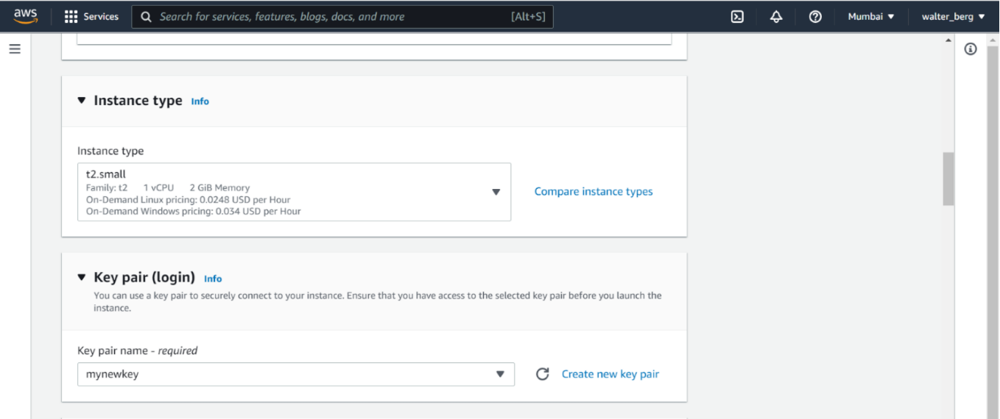 aws Services Search for services, features, blogs, docs, and more [Alt+S] Mumbai walter_berg
Instance type Info
Instance type
t2.small
Family: t2 1 vCPU 2 GiB Memory
On-Demand Linux pricing: 0.0248 USD per Hour
On-Demand Windows pricing: 0.034 USD per Hour
Compare instance types
Key pair (login) Info
You can use a key pair to securely connect to your instance. Ensure that you have access to the selected key pair before you launch the
instance.
Key pair name - required
mynewkey
Create new key pair